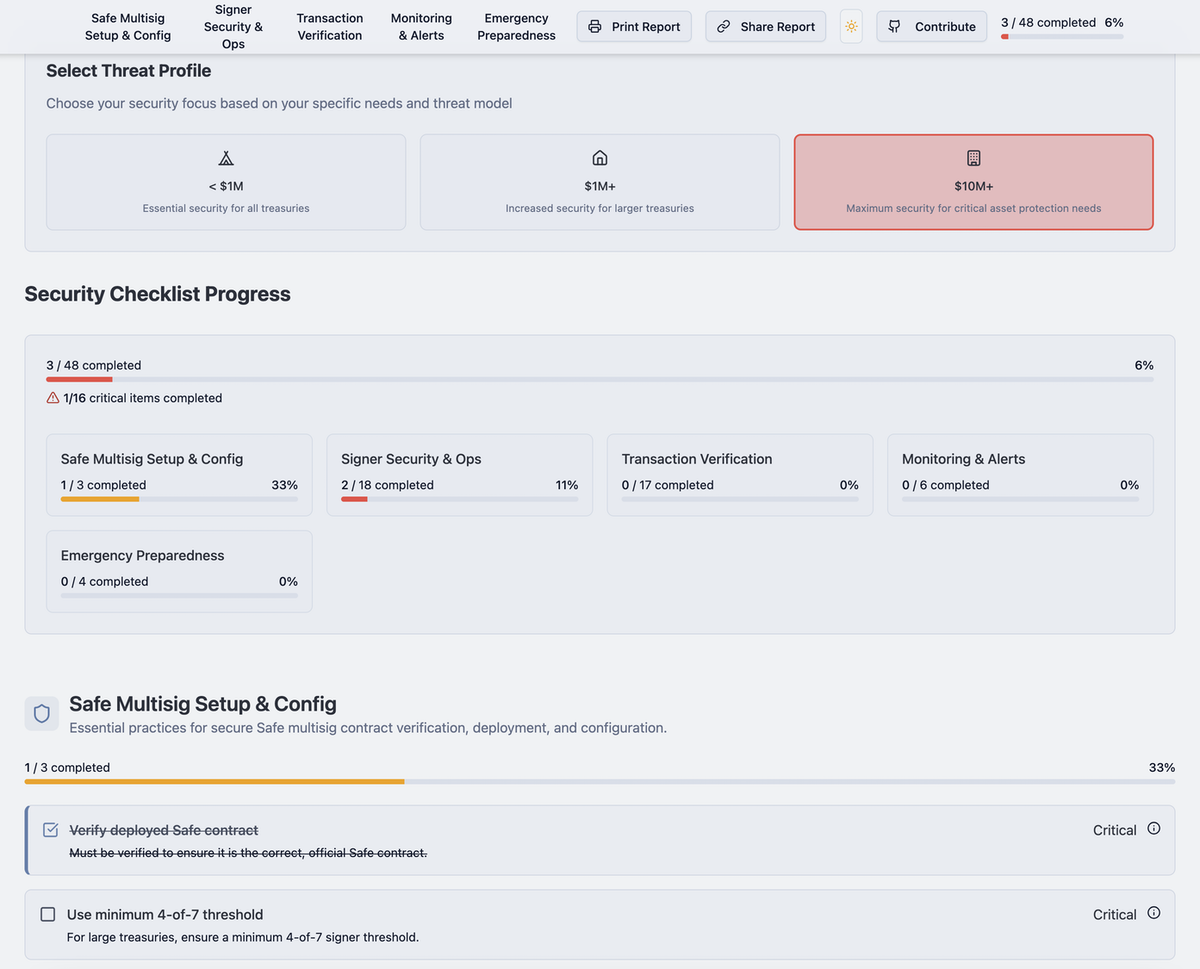 Safe Multisig
Setup & Config
Signer
Security &
Ops
Transaction
Verification
Monitoring
& Alerts
Emergency
Preparedness
Print Report
Share Report
Contribute
3 / 48 completed 6%
Select Threat Profile
Choose your security focus based on your specific needs and threat model
< $1M
Essential security for all treasuries
$1M+
Increased security for larger treasuries
$10M+
Maximum security for critical asset protection needs
Security Checklist Progress
3 / 48 completed 6%
1/16 critical items completed
Safe Multisig Setup & Config
1 / 3 completed 33%
Signer Security & Ops
2 / 18 completed 11%
Transaction Verification
0 / 17 completed 0%
Monitoring & Alerts
0 / 6 completed 0%
Emergency Preparedness
0 / 4 completed 0%
Safe Multisig Setup & Config
Essential practices for secure Safe multisig contract verification, deployment, and configuration.
1 / 3 completed 33%
Verify deployed Safe contract Critical
Must be verified to ensure it is the correct, official Safe contract.
Use minimum 4-of-7 threshold Critical
For large treasuries, ensure a minimum 4-of-7 signer threshold.